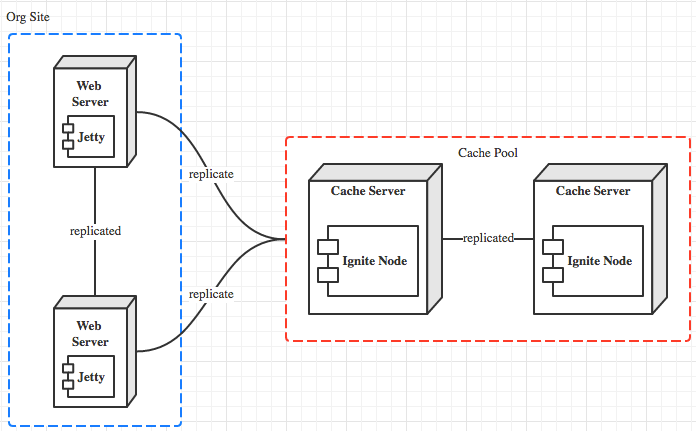 Org Site
Web
Server
Jetty
replicate
Cache Pool
Cache Server
Cache Server
replicated
replicated
Ignite Node
Ignite Node
replicate
Web
Server
Jetty